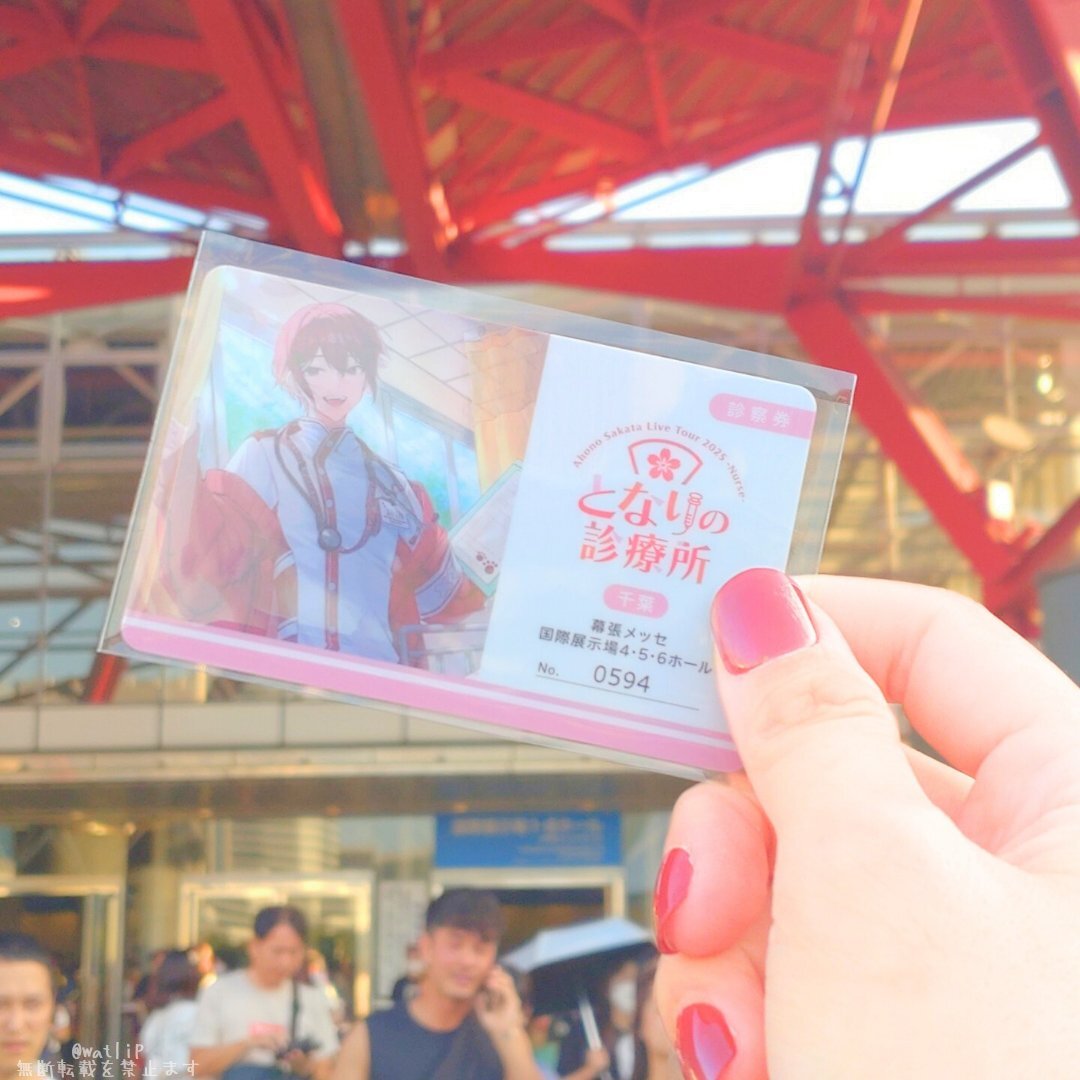 診察券
Ahono Sakata Live Tour 2025 -Nurse-
となりの
診療所
千葉
幕張メッセ
国際展示場4・5・6ホール
No. 0594
@watliP
無断転載を禁止ます